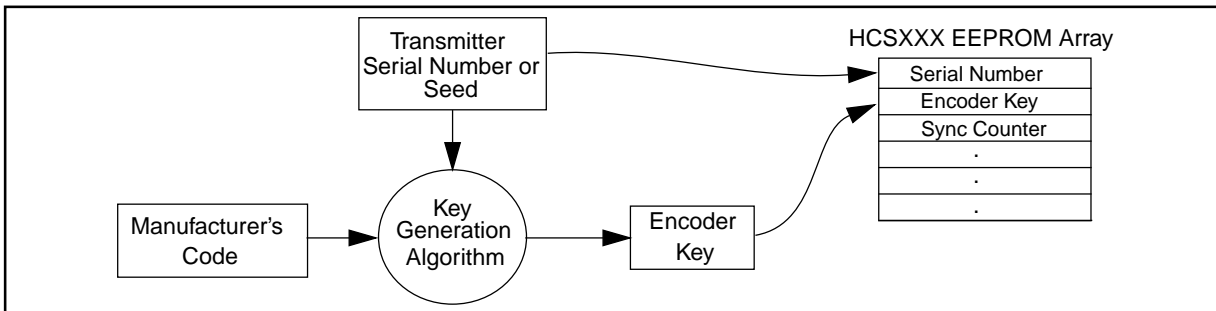 Transmitter
Serial Number or
Seed
HCSXXX EEPROM Array
Serial Number
Encoder Key
Sync Counter
.
.
.
Manufacturer's
Code
Key
Generation
Algorithm
Encoder
Key